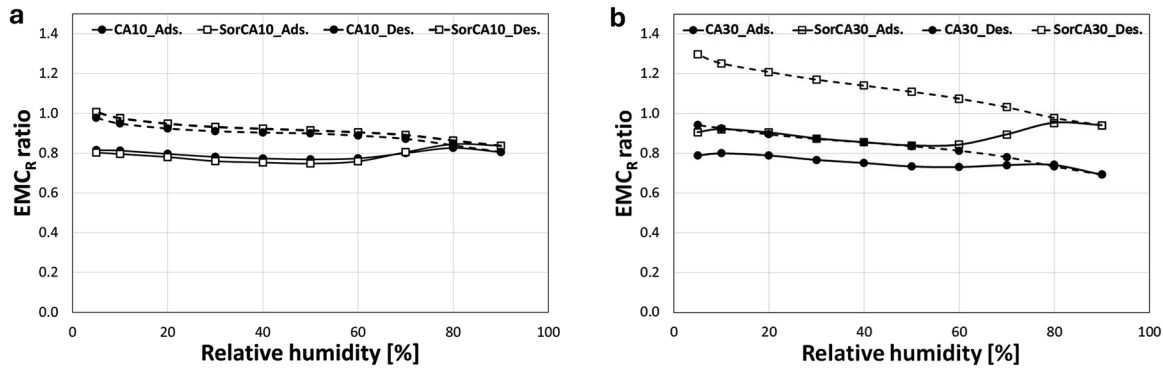 a
CA10_Ads. SorCA10_Ads. CA10_Des. SorCA10_Des.
1.4
1.2
1.0
0.8
0.6
0.4
0.2
0.0
EMC_R ratio
0 20 40 60 80 100
Relative humidity [%]
b
CA30_Ads. SorCA30_Ads. CA30_Des. SorCA30_Des.
1.4
1.2
1.0
0.8
0.6
0.4
0.2
0.0
EMC_R ratio
0 20 40 60 80 100
Relative humidity [%]